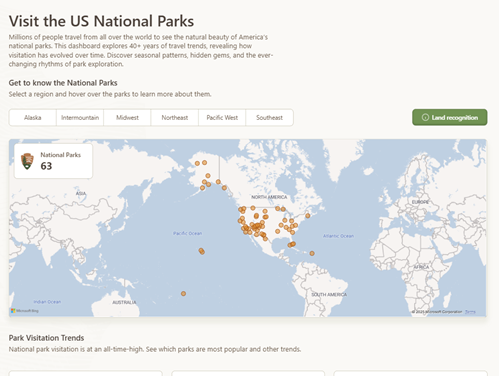 Visit the US National Parks
Millions of people travel from all over the world to see the natural beauty of America's
national parks. This dashboard explores 40+ years of travel trends, revealing how
visitation has evolved over time. Discover seasonal patterns, hidden gems, and the ever-
changing rhythms of park exploration.
Get to know the National Parks
Select a region and hover over the parks to learn more about them.
Alaska Intermountain Midwest Northeast Pacific West Southeast
Land recognition
National Parks
63
ASIA
NORTH AMERICA
EUROPE
Pacific Ocean
Atlantic Ocean
AFRICA
SOUTH AMERICA
Indian Ocean
AUSTRALIA
Microsoft Bing
© 2025 Microsoft Corporation Terms
Park Visitation Trends
National park visitation is at an all-time-high. See which parks are most popular and other trends.